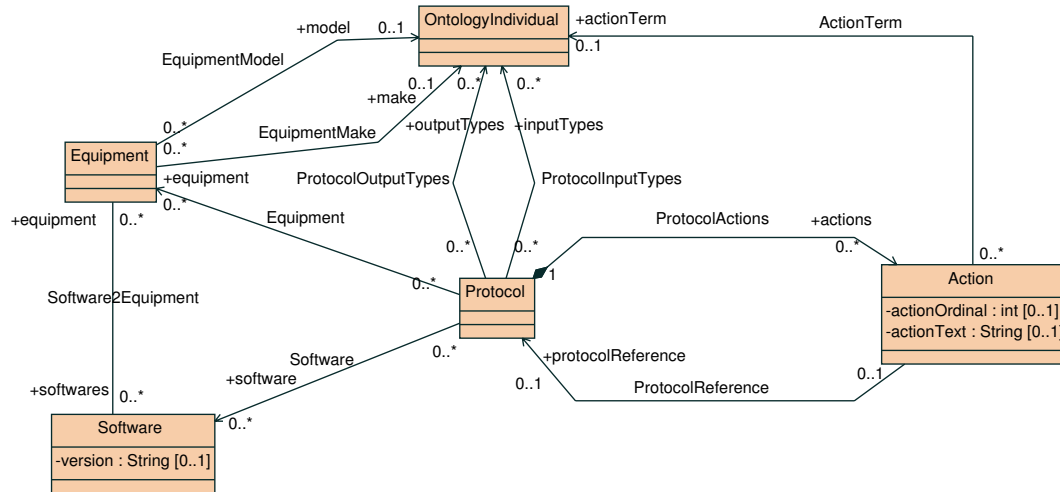 OntologyIndividual
+actionTerm
ActionTerm
+model
0..1
0..1
EquipmentModel
0..1
0..*
0..*
+make
0..*
EquipmentMake
+outputTypes
+inputTypes
0..*
Equipment
+equipment
ProtocolOutputTypes
ProtocolInputTypes
0..*
+equipment
0..*
Equipment
ProtocolActions
+actions
0..*
0..*
0..*
0..*
Software2Equipment
0..*
Protocol
1
Action
-actionOrdinal : int [0..1]
-actionText : String [0..1]
0..*
Software
+protocolReference
+software
0..1
0..1
ProtocolReference
+softwares
0..*
0..*
Software
-version : String [0..1]